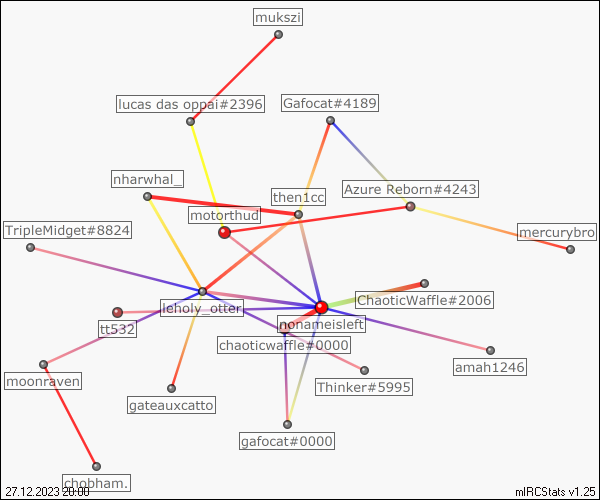 mukszi
lucas das oppai#2396
Gafocat#4189
nharwhal_
Azure Reborn#4243
then1cc
motorthud
TripleMidget#8824
mercurybro
ChaoticWaffle#2006
leholy_otter
nonameisleft
tt532
chaoticwaffle#0000
amah1246
moonraven
Thinker#5995
gateauxcatto
gafocat#0000
chobham.
27.12.2023 20:00
mIRCStats v1.25